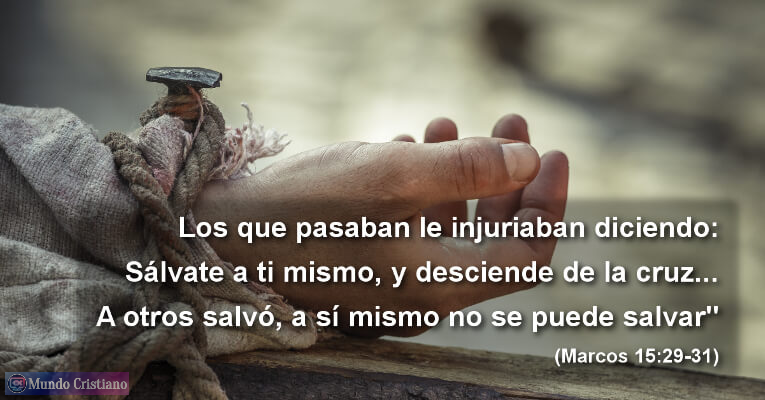 Los que pasaban le injuriaban diciendo:
Sálvate a ti mismo, y desciende de la cruz...
A otros salvó, a sí mismo no se puede salvar"
(Marcos 15:29-31)
Mundo Cristiano